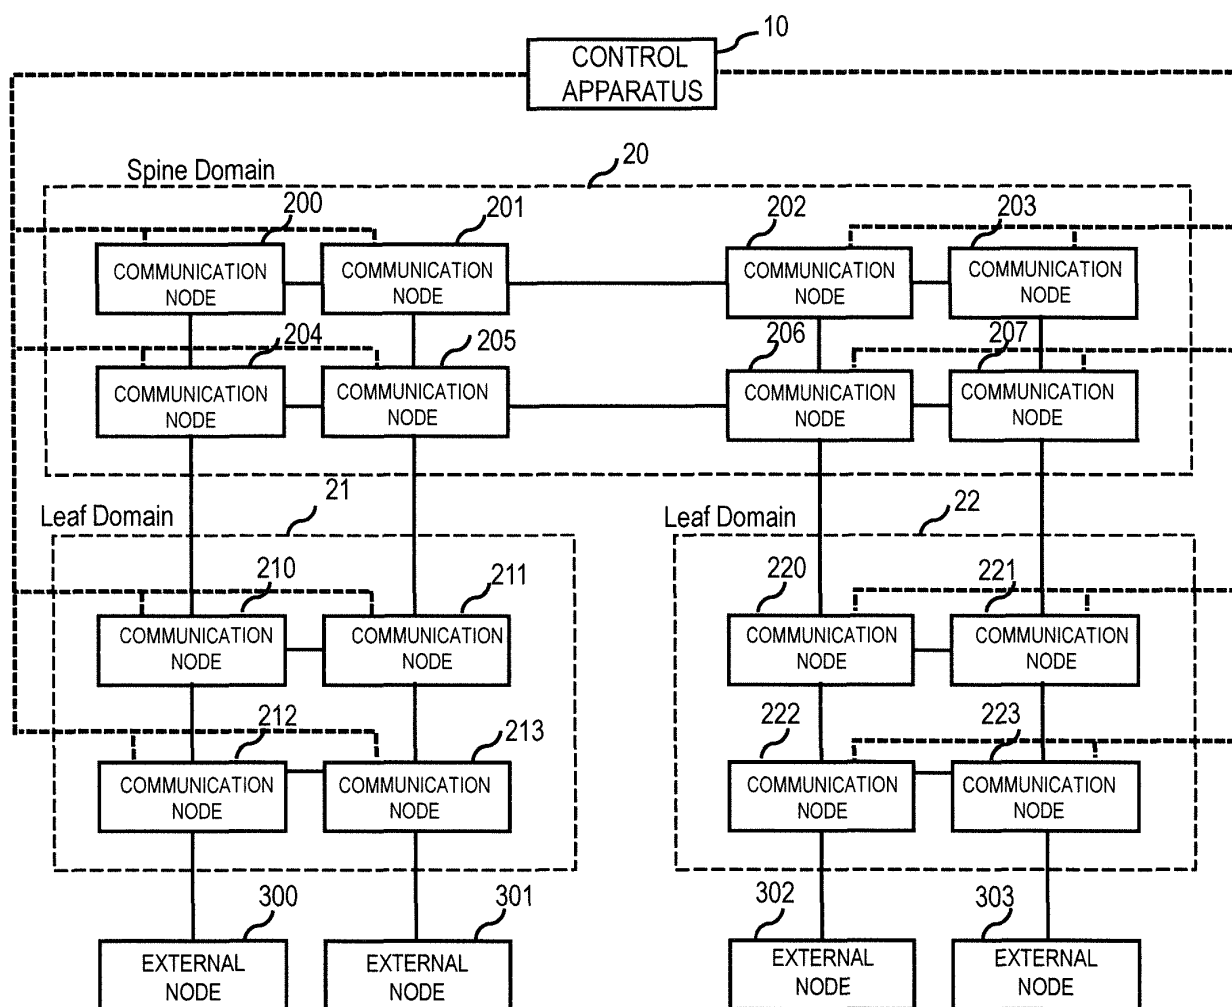 10
CONTROL
APPARATUS
20
Spine Domain
200
201
202
203
COMMUNICATION
NODE
COMMUNICATION
NODE
COMMUNICATION
NODE
COMMUNICATION
NODE
204
205
206
207
COMMUNICATION
NODE
COMMUNICATION
NODE
COMMUNICATION
NODE
COMMUNICATION
NODE
21
Leaf Domain
22
Leaf Domain
210
211
220
221
COMMUNICATION
NODE
COMMUNICATION
NODE
COMMUNICATION
NODE
COMMUNICATION
NODE
212
213
222
223
COMMUNICATION
NODE
COMMUNICATION
NODE
COMMUNICATION
NODE
COMMUNICATION
NODE
300
301
302
303
EXTERNAL
NODE
EXTERNAL
NODE
EXTERNAL
NODE
EXTERNAL
NODE